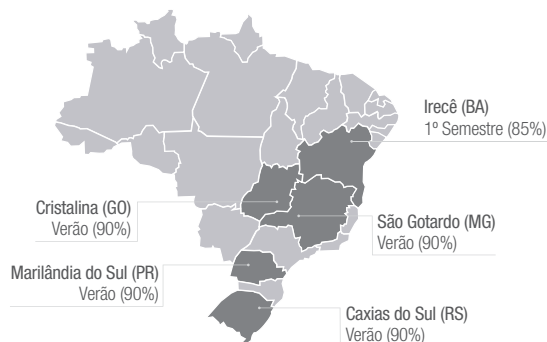 Irecê (BA)
1º Semestre (85%)
Cristalina (GO)
Verão (90%)
São Gotardo (MG)
Verão (90%)
Marilândia do Sul (PR)
Verão (90%)
Caxias do Sul (RS)
Verão (90%)